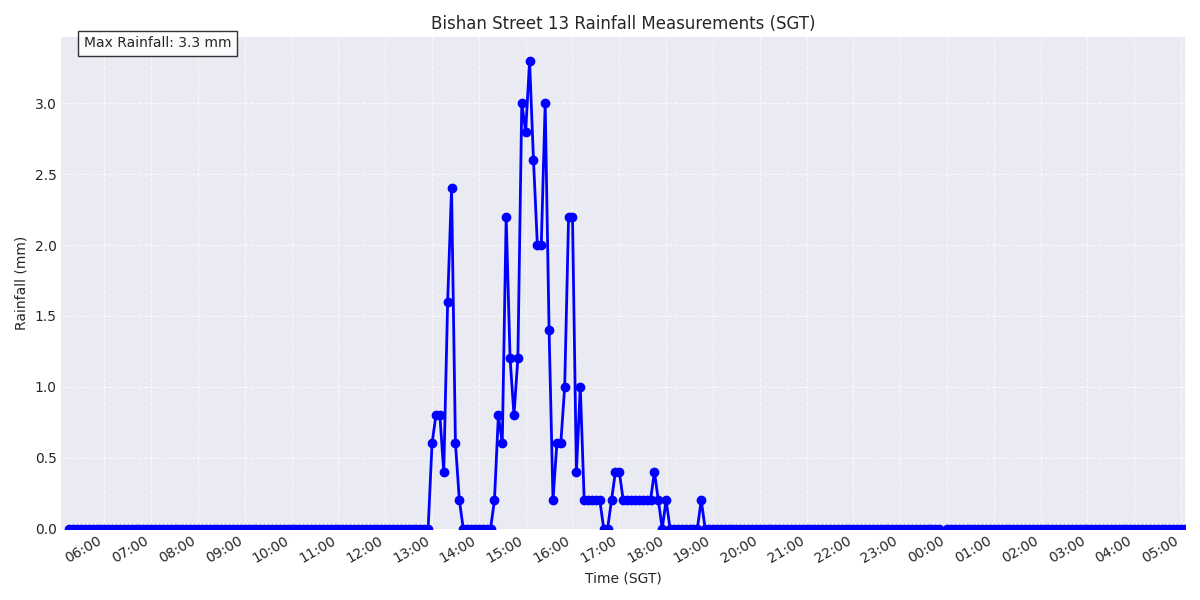 Bishan Street 13 Rainfall Measurements (SGT)
Max Rainfall: 3.3 mm
Rainfall (mm)
3.0
2.5
2.0
1.5
1.0
0.5
0.0
06:00 07:00 08:00 09:00 10:00 11:00 12:00 13:00 14:00 15:00 16:00 17:00 18:00 19:00 20:00 21:00 22:00 23:00 00:00 01:00 02:00 03:00 04:00 05:00
Time (SGT)